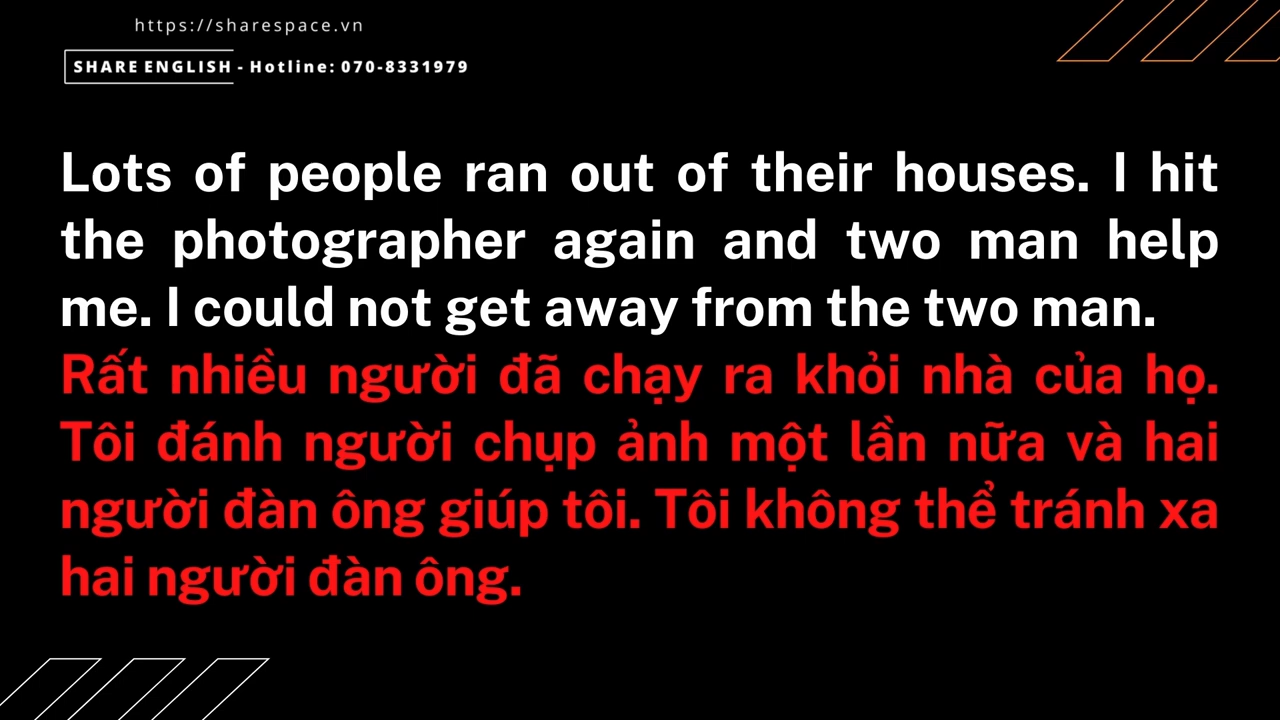 https://sharespace.vn
SHARE ENGLISH - Hotline: 070-8331979
Lots of people ran out of their houses. I hit
the photographer again and two man help
me. I could not get away from the two man.
Rất nhiều người đã chạy ra khỏi nhà của họ.
Tôi đánh người chụp ảnh một lần nữa và hai
người đàn ông giúp tôi. Tôi không thể tránh xa
hai người đàn ông.